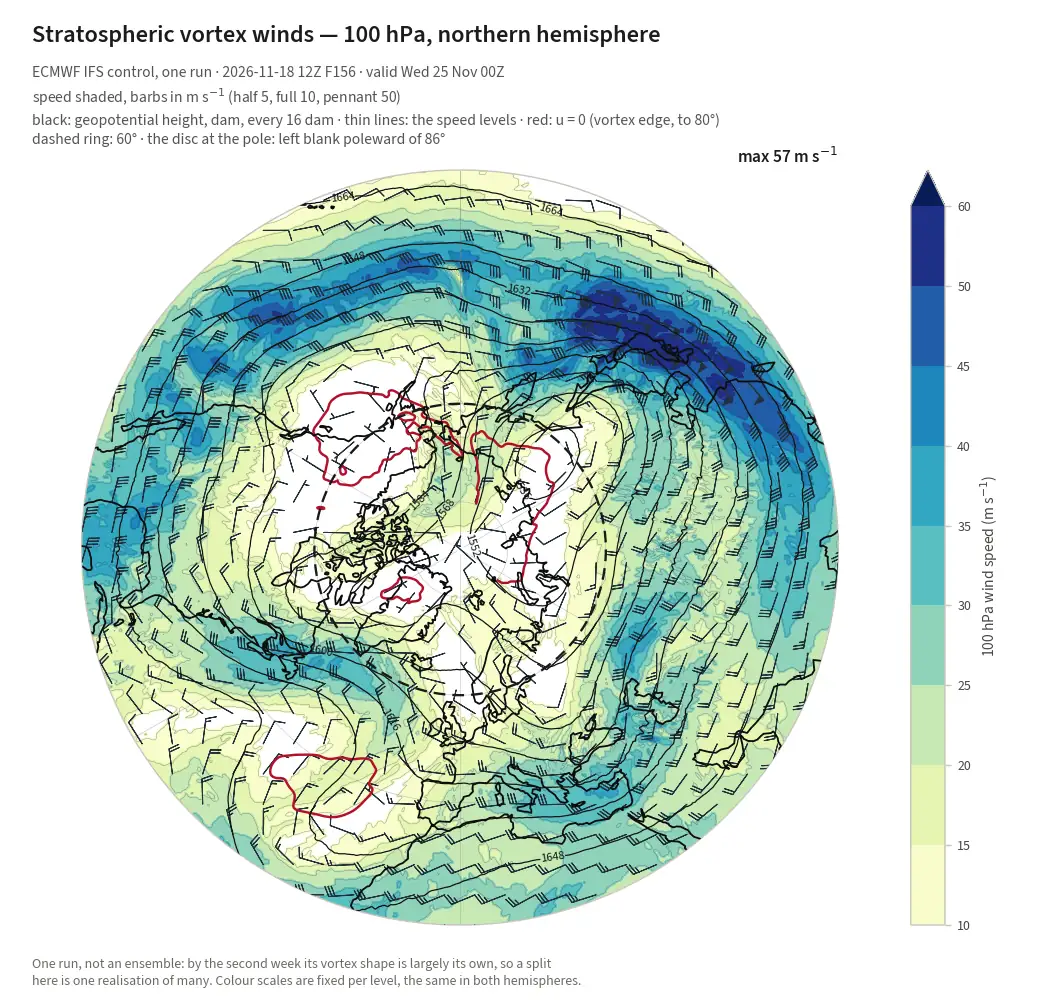 Stratospheric vortex winds — 100 hPa, northern hemisphere
ECMWF IFS control, one run · 2026-11-18 12Z F156 · valid Wed 25 Nov 00Z
speed shaded, barbs in m s⁻¹ (half 5, full 10, pennant 50)
black: geopotential height, dam, every 16 dam · thin lines: the speed levels · red: u = 0 (vortex edge, to 80°)
dashed ring: 60° · the disc at the pole: left blank poleward of 86°
max 57 m s⁻¹
1664
1664
1648
1632
1568
1552
1600
1616
1648
60
50
45
40
35
30
25
20
15
10
100 hPa wind speed (m s⁻¹)
One run, not an ensemble: by the second week its vortex shape is largely its own, so a split
here is one realisation of many. Colour scales are fixed per level, the same in both hemispheres.